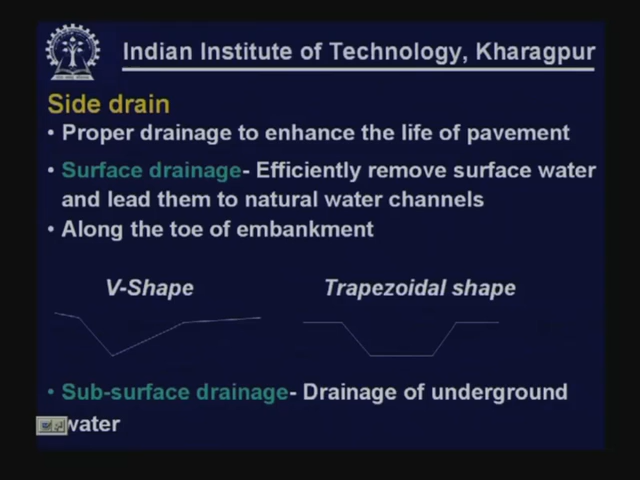 Indian Institute of Technology, Kharagpur
Side drain
• Proper drainage to enhance the life of pavement
• Surface drainage- Efficiently remove surface water
and lead them to natural water channels
• Along the toe of embankment
V-Shape Trapezoidal shape
• Sub-surface drainage- Drainage of underground
water